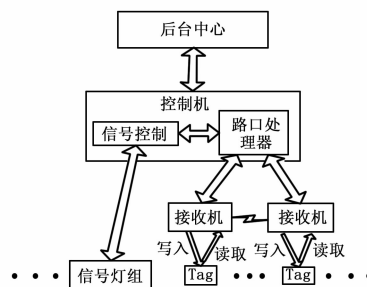 后台中心
控制机
信号控制
路口处
理器
接收机
接收机
写入
读取
写入
读取
信号灯组
Tag
Tag